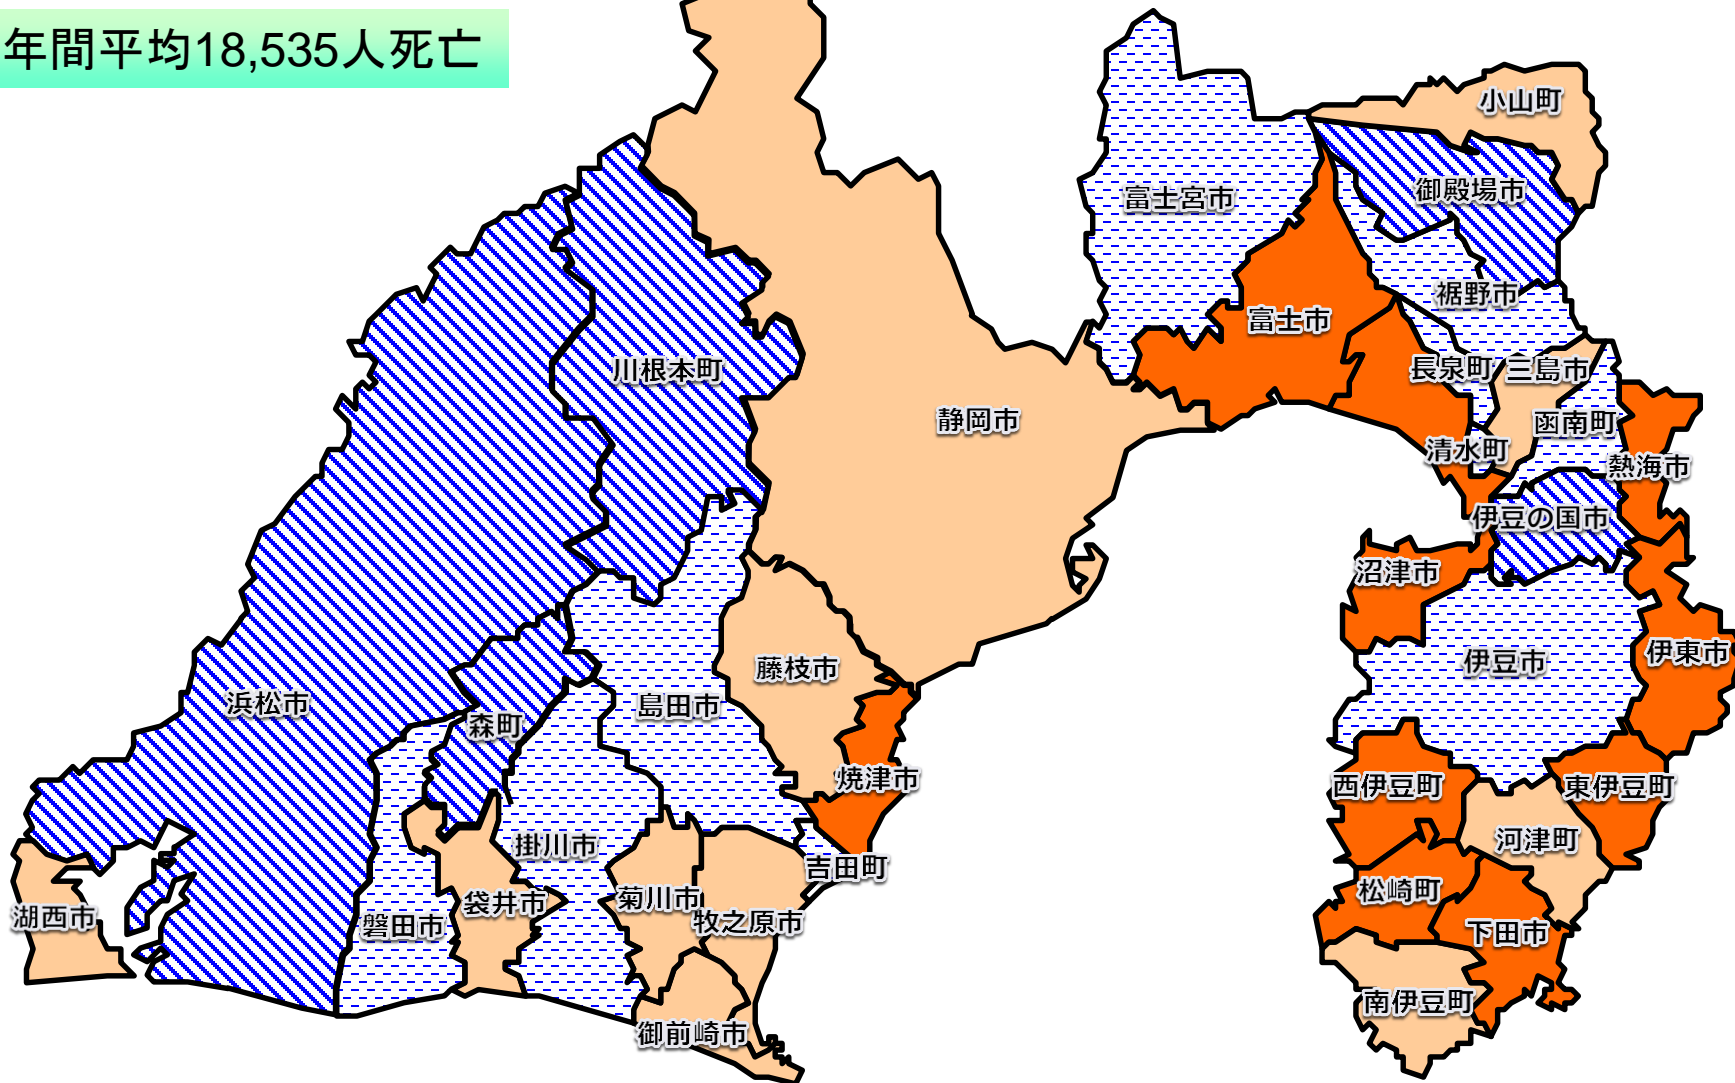 年間平均18,535人死亡
小山町
御殿場市
富士宮市
裾野市
富士市
長泉町
三島市
川根本町
静岡市
函南町
清水町
熱海市
伊豆の国市
沼津市
伊東市
伊豆市
藤枝市
島田市
浜松市
森町
焼津市
西伊豆町
東伊豆町
河津町
掛川市
吉田町
松崎町
菊川市
袋井市
湖西市
磐田市
牧之原市
下田市
南伊豆町
御前崎市